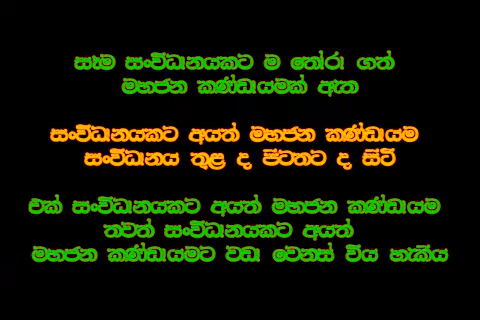 සෑම සංවිධානයකට ම තෝරා ගත්
මහජන කණ්ඩායමක් ඇත
සංවිධානයකට අයත් මහජන කණ්ඩායම
සංවිධානය තුළ ද පිටතට ද සිටී
එක් සංවිධානයකට අයත් මහජන කණ්ඩායම
තවත් සංවිධානයකට අයත්
මහජන කණ්ඩායමට වඩා වෙනස් විය හැකිය